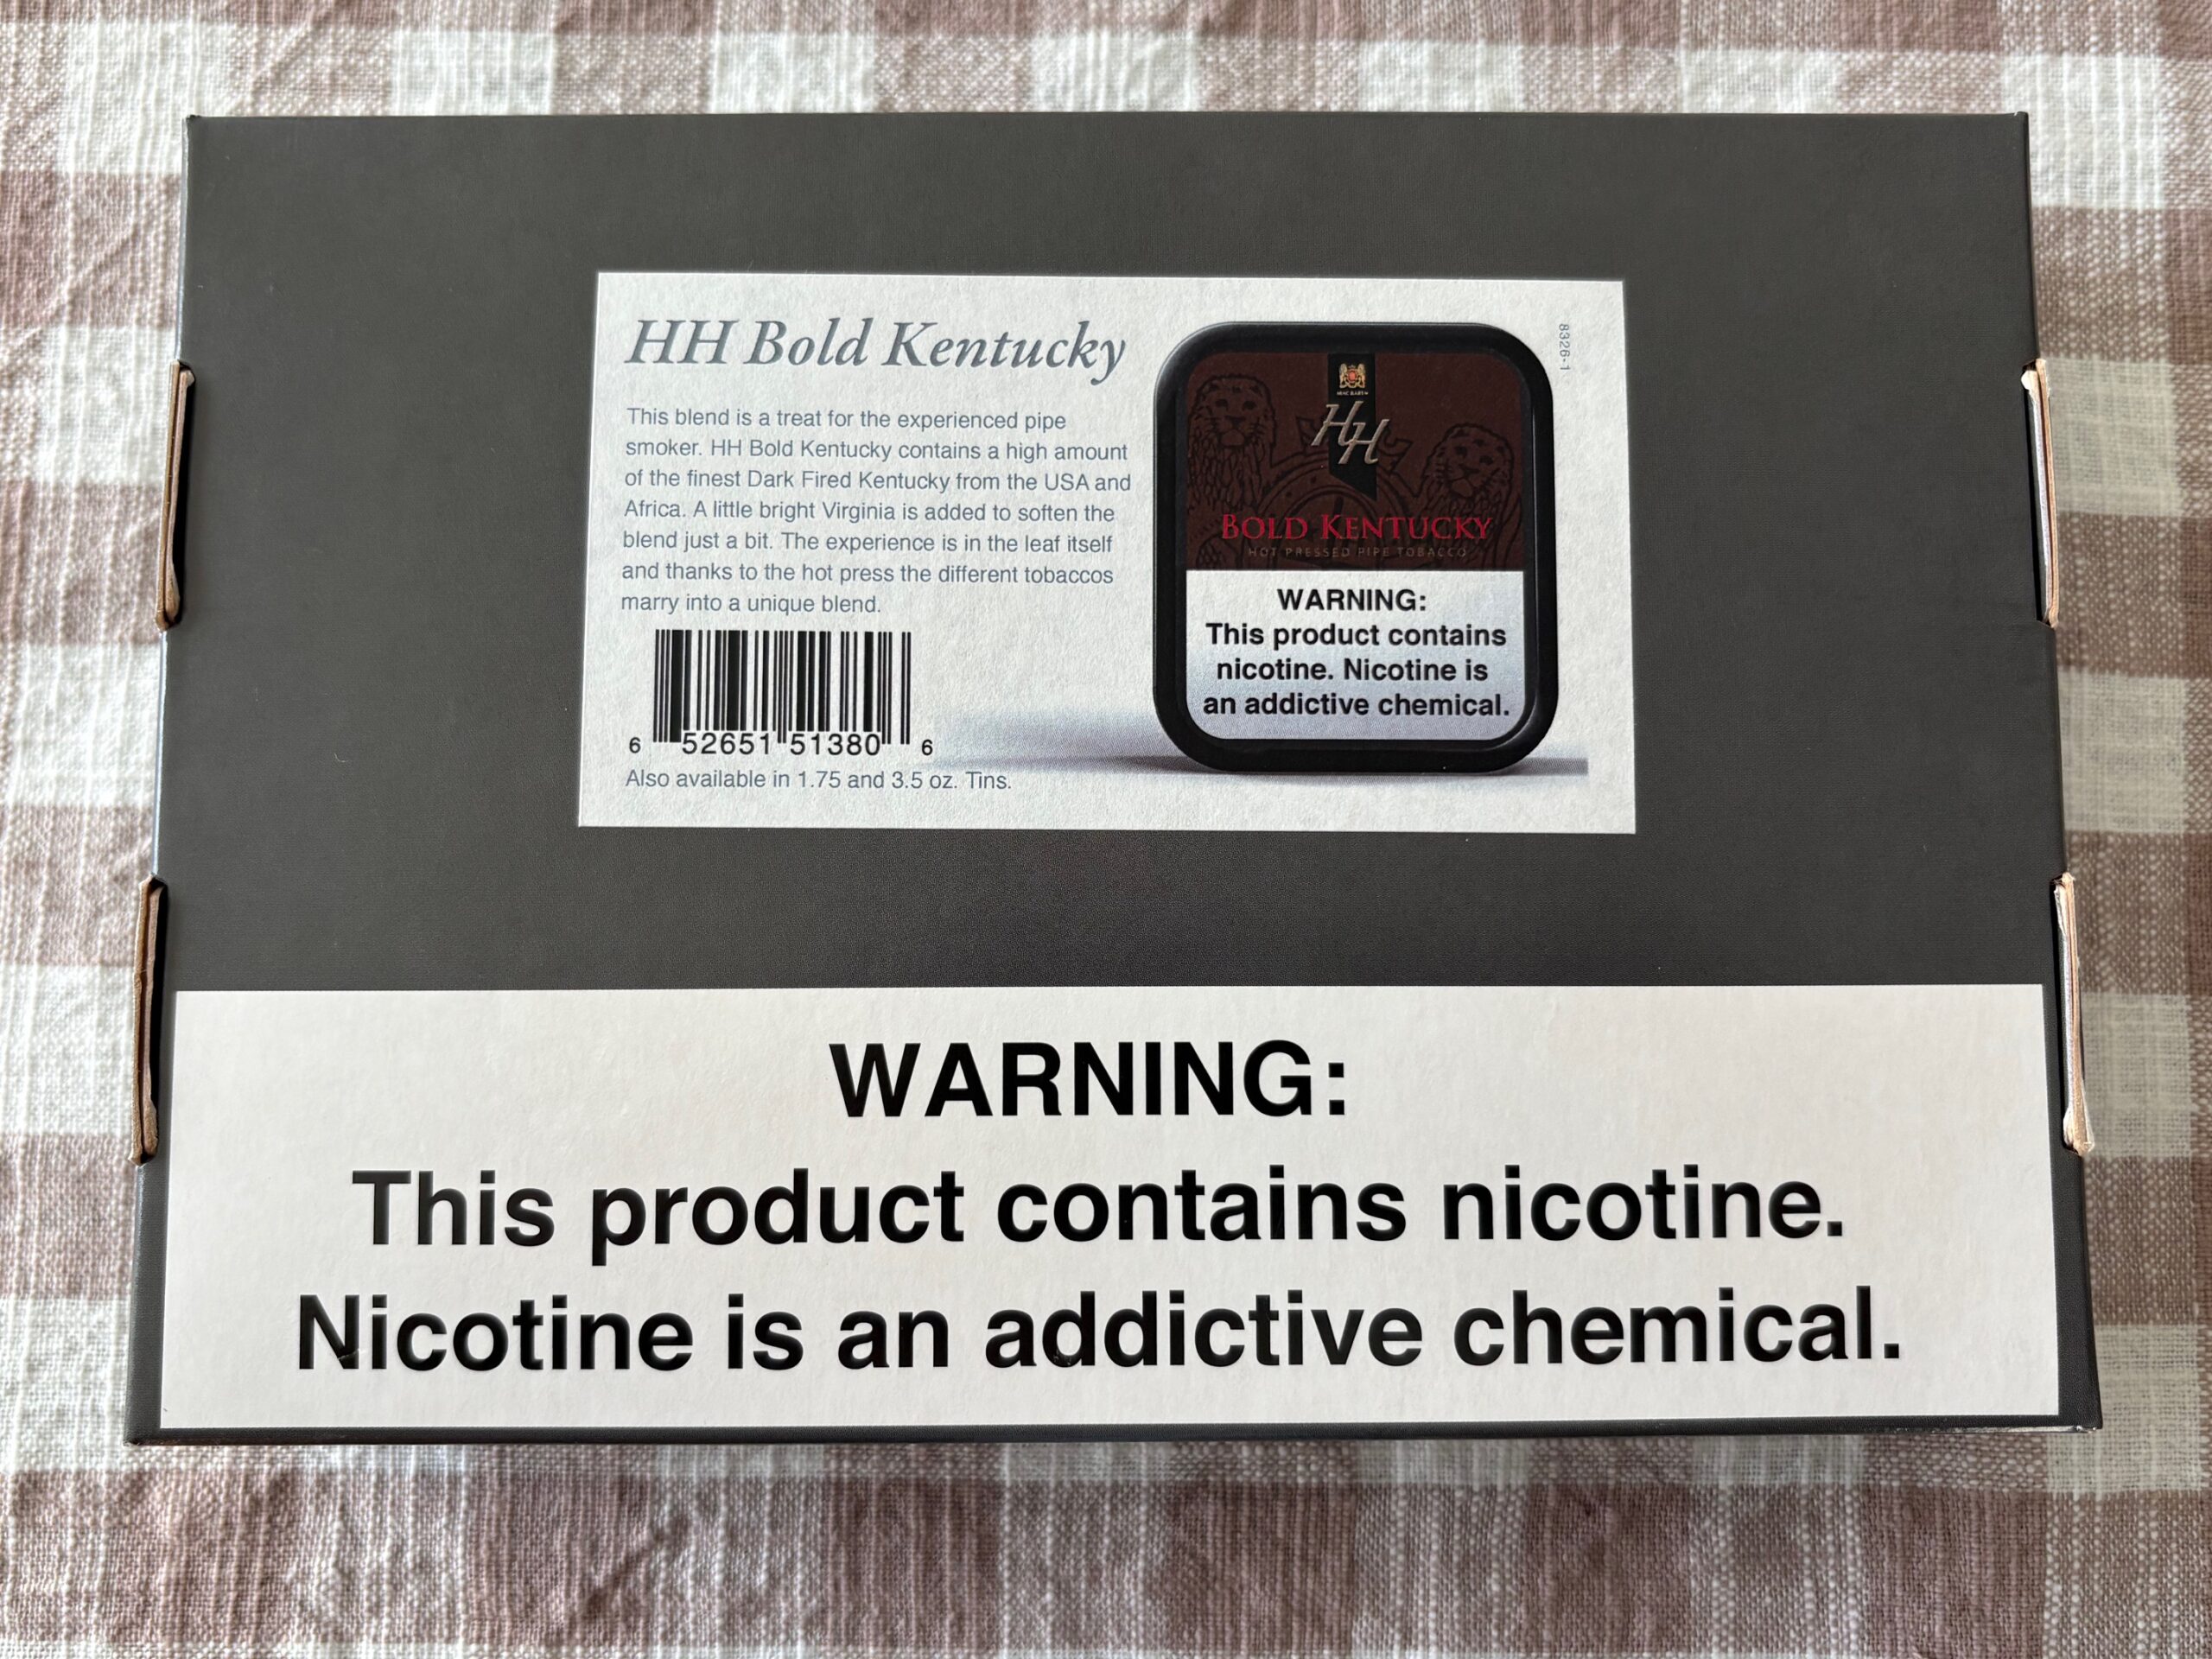 HH Bold Kentucky
This blend is a treat for the experienced pipe
smoker. HH Bold Kentucky contains a high amount
of the finest Dark Fired Kentucky from the USA and
Africa. A little bright Virginia is added to soften the
blend just a bit. The experience is in the leaf itself
and thanks to the hot press the different tobaccos
marry into a unique blend.
6 52651 51380 6
Also available in 1.75 and 3.5 oz. Tins.
8326-1
MAC BAREN
HH
BOLD KENTUCKY
HOT PRESSED PIPE TOBACCO
WARNING:
This product contains
nicotine. Nicotine is
an addictive chemical.
WARNING:
This product contains nicotine.
Nicotine is an addictive chemical.